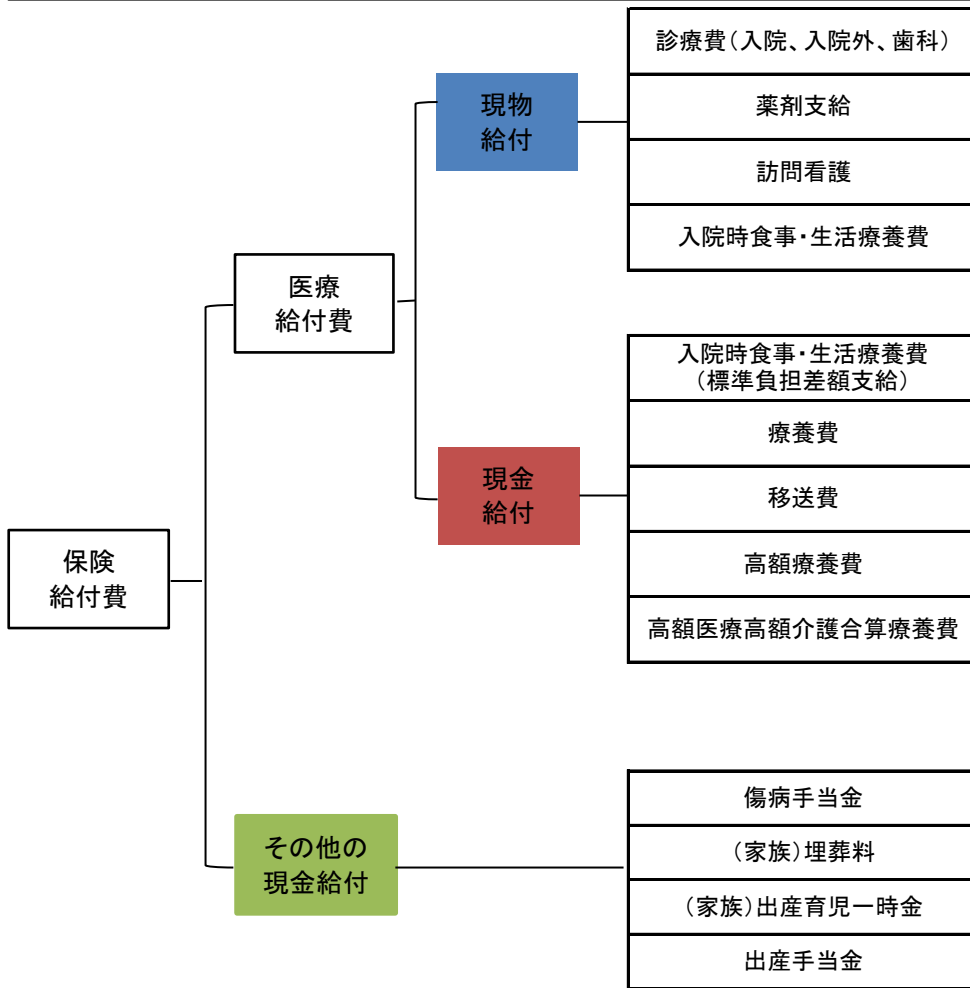 診療費（入院、入院外、歯科）
現物
給付
薬剤支給
訪問看護
入院時食事・生活療養費
医療
給付費
入院時食事・生活療養費
（標準負担差額支給）
療養費
現金
給付
移送費
高額療養費
高額医療高額介護合算療養費
保険
給付費
その他の
現金給付
傷病手当金
（家族）埋葬料
（家族）出産育児一時金
出産手当金